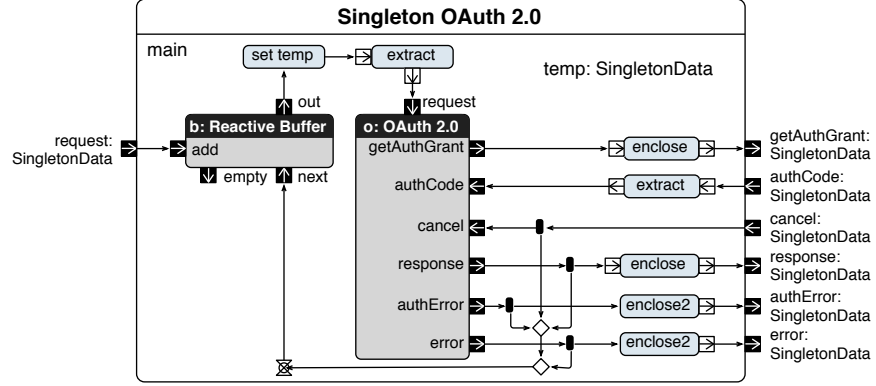 Singleton OAuth 2.0
main
set temp
extract
temp: SingletonData
out
request
b: Reactive Buffer
o: OAuth 2.0
request:
SingletonData
add
empty
next
getAuthGrant
enclose
getAuthGrant:
SingletonData
authCode
extract
authCode:
SingletonData
cancel
cancel:
SingletonData
response
enclose
response:
SingletonData
authError
enclose2
authError:
SingletonData
error
enclose2
error:
SingletonData